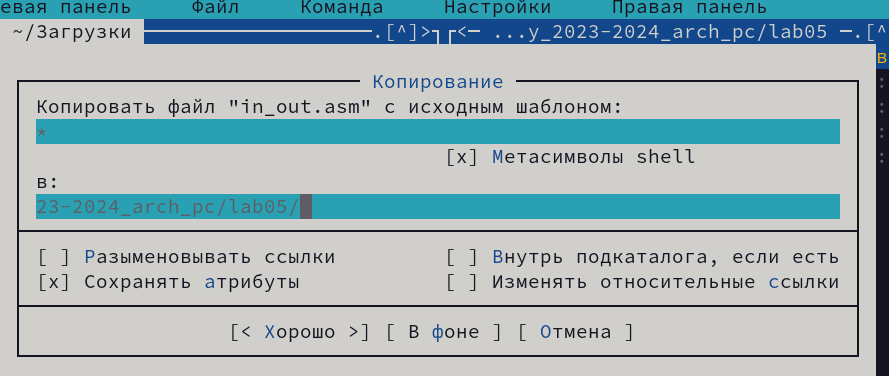 евая панель Файл Команда Настройки Правая панель
~/Загрузки .[^]> <─ ...y_2023-2024_arch_pc/lab05 ─.[^
в
Копирование
Копировать файл "in_out.asm" с исходным шаблоном:
*
[x] Метасимволы shell
в:
23-2024_arch_pc/lab05/
[ ] Разыменовывать ссылки [ ] Внутрь подкаталога, если есть
[x] Сохранять атрибуты [ ] Изменять относительные ссылки
[< Хорошо >] [ В фоне ] [ Отмена ]